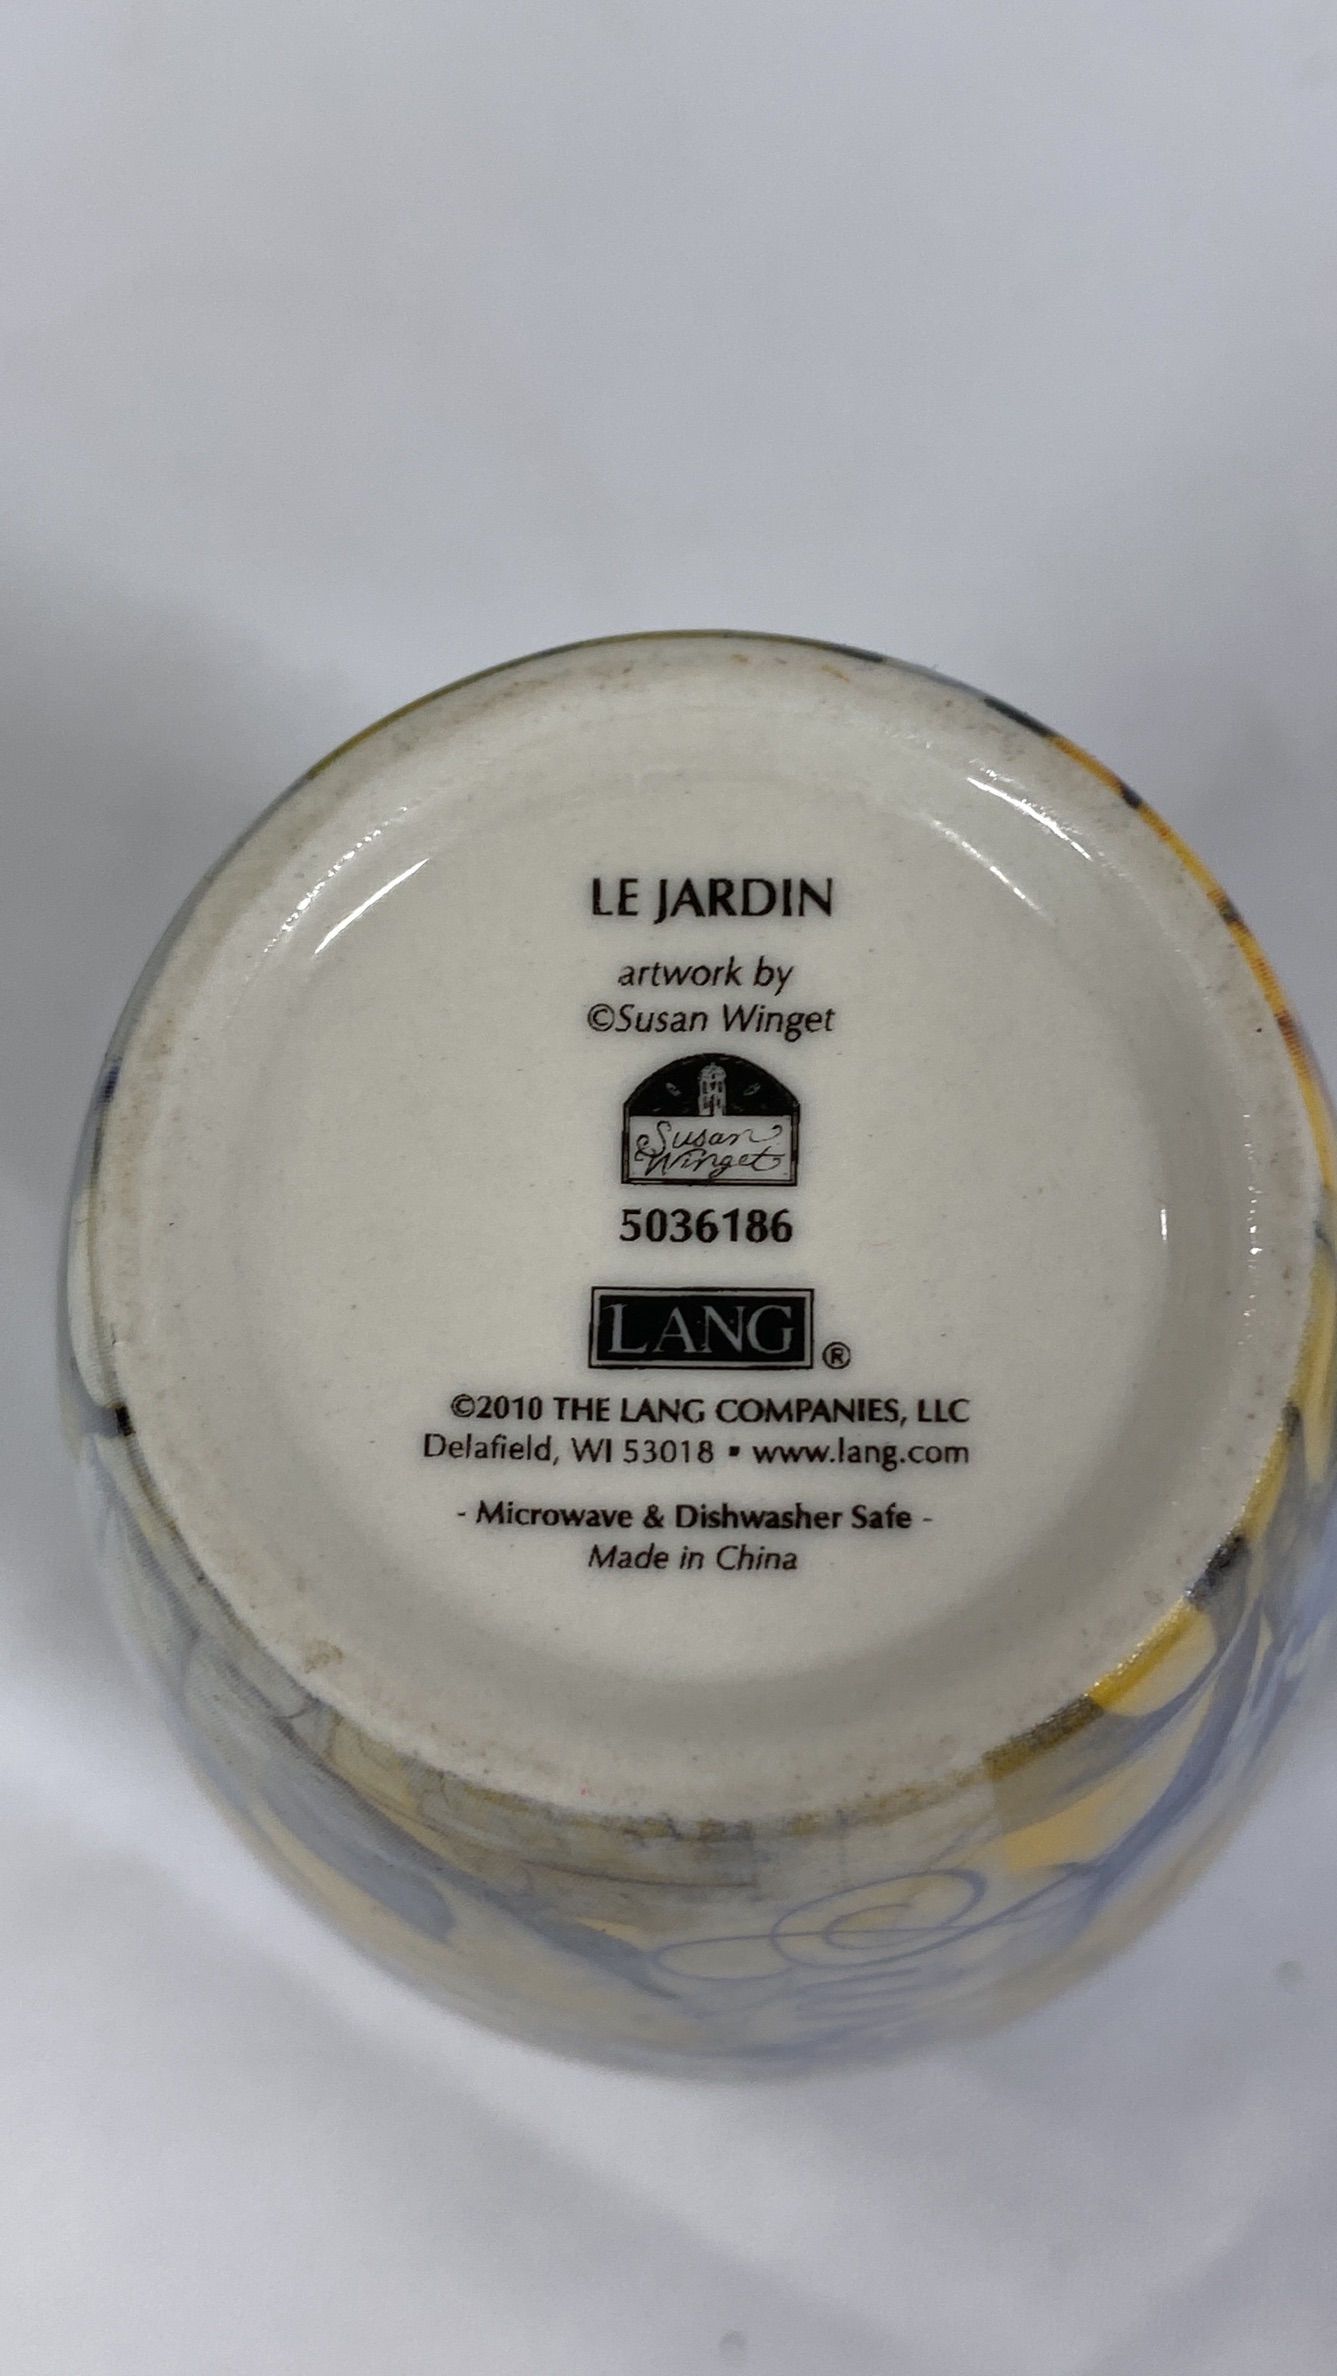 LE JARDIN
artwork by
©Susan Winget
Susan
Winget
5036186
LANG ®
©2010 THE LANG COMPANIES, LLC
Delafield, WI 53018 ▪ www.lang.com
- Microwave & Dishwasher Safe -
Made in China